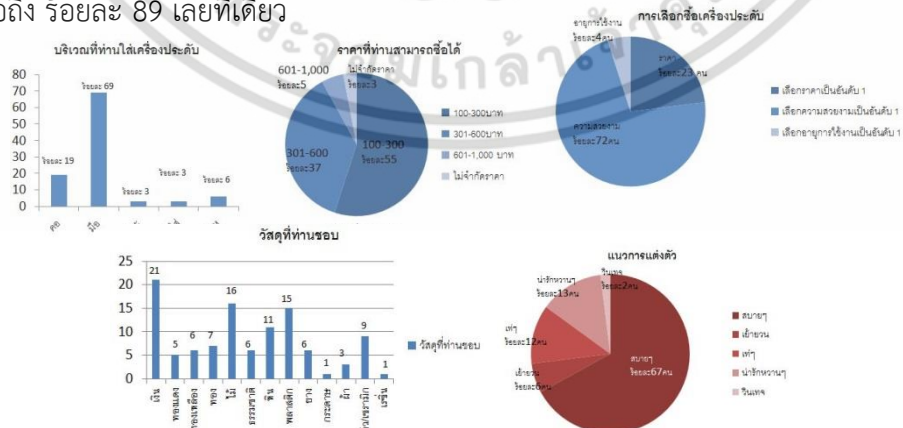 ถึง ร้อยละ 89 เลยทีเดียว
บริเวณที่ท่านใส่เครื่องประดับ
80
70
60
50
40
30
20
10
0
ร้อยละ 19
ร้อยละ 69
ร้อยละ 3
ร้อยละ 3
ร้อยละ 6
คอ
มือ
ราคาที่ท่านสามารถซื้อได้
601-1,000
ร้อยละ5
ไม่จำกัดราคา
ร้อยละ3
301-600
ร้อยละ37
100-300
ร้อยละ55
100-300บาท
301-600บาท
601-1,000 บาท
ไม่จำกัดราคา
การเลือกซื้อเครื่องประดับ
อายุการใช้งาน
ร้อยละ4คน
ราคา
ร้อยละ23 คน
ความสวยงาม
ร้อยละ72คน
เลือกราคาเป็นอันดับ 1
เลือกความสวยงามเป็นอันดับ 1
เลือกอายุการใช้งานเป็นอันดับ 1
วัสดุที่ท่านชอบ
25
20
15
10
5
0
21
5
6
7
16
6
11
15
6
1
3
9
1
เงิน
ทองแดง
ทองเหลือง
ทอง
ไม้
ธรรมชาติ
หิน
พลาสติก
ยาง
กระดาษ
ผ้า
เรซิ่น
วัสดุที่ท่านชอบ
แนวการแต่งตัว
วินเทจ
ร้อยละ2คน
น่ารักหวานๆ
ร้อยละ13คน
เท่ๆ
ร้อยละ12คน
เย้ายวน
ร้อยละ6คน
สบายๆ
ร้อยละ67คน
สบายๆ
เย้ายวน
เท่ๆ
น่ารักหวานๆ
วินเทจ